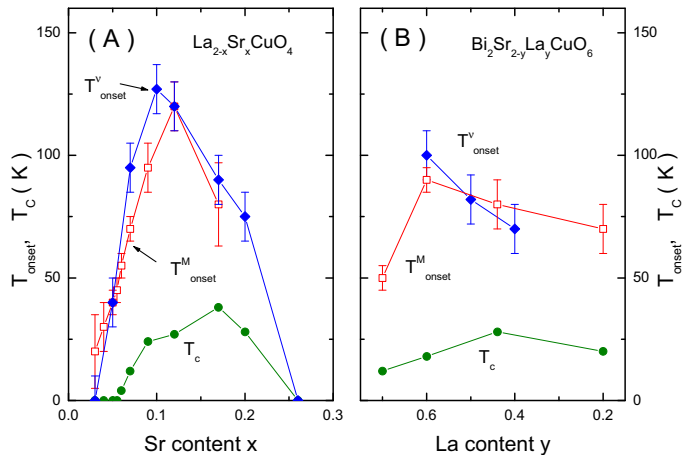 ( A ) La2-xSrxCuO4
Tνonset
TMonset
Tc
Tonset, TC ( K )
150
100
50
0
0.0 0.1 0.2 0.3
Sr content x
( B ) Bi2Sr2-yLayCuO6
Tνonset
TMonset
Tc
0.6 0.4 0.2
La content y
150
100
50
0
Tonset, TC ( K )